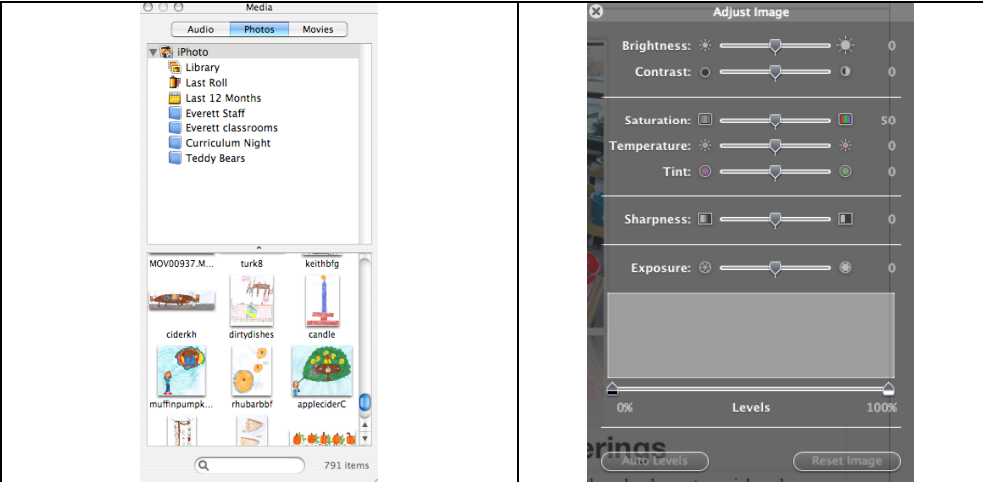 Media
Audio Photos Movies
iPhoto
Library
Last Roll
Last 12 Months
Everett Staff
Everett classrooms
Curriculum Night
Teddy Bears
MOV00937.M... turk8 keithbfg
ciderkh dirtydishes candle
muffinpumpk... rhubarbbf appleciderC
791 items
Adjust Image
Brightness: 0
Contrast: 0
Saturation: 50
Temperature: 0
Tint: 0
Sharpness: 0
Exposure: 0
0% Levels 100%
erings
Auto Levels Reset Image